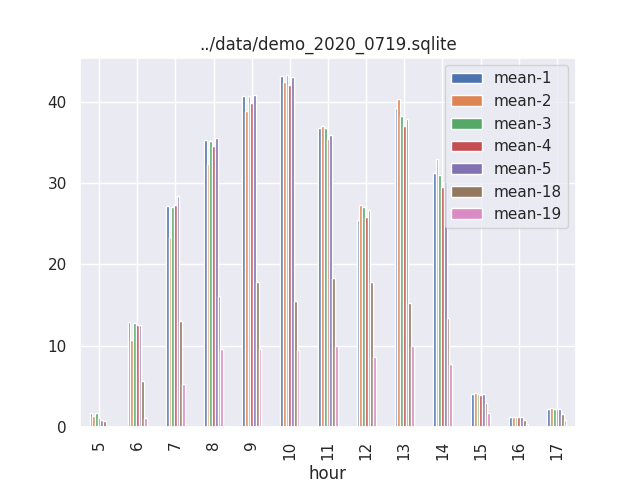 ../data/demo_2020_0719.sqlite
mean-1
mean-2
mean-3
mean-4
mean-5
mean-18
mean-19
40
30
20
10
0
5 6 7 8 9 10 11 12 13 14 15 16 17
hour